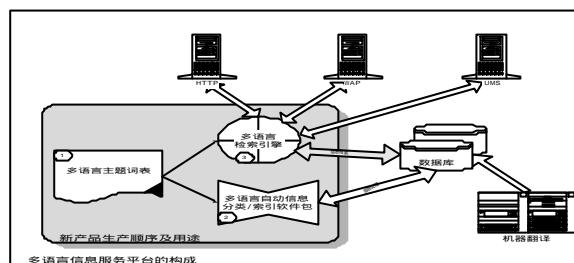 HTTP
WAP
UMS
多语言
检索引擎
3
1
多语言主题词表
数据库
多语言自动信息
分类/索引软件包
2
新产品生产顺序及用途
机器翻译
多语言信息服务平台的构成